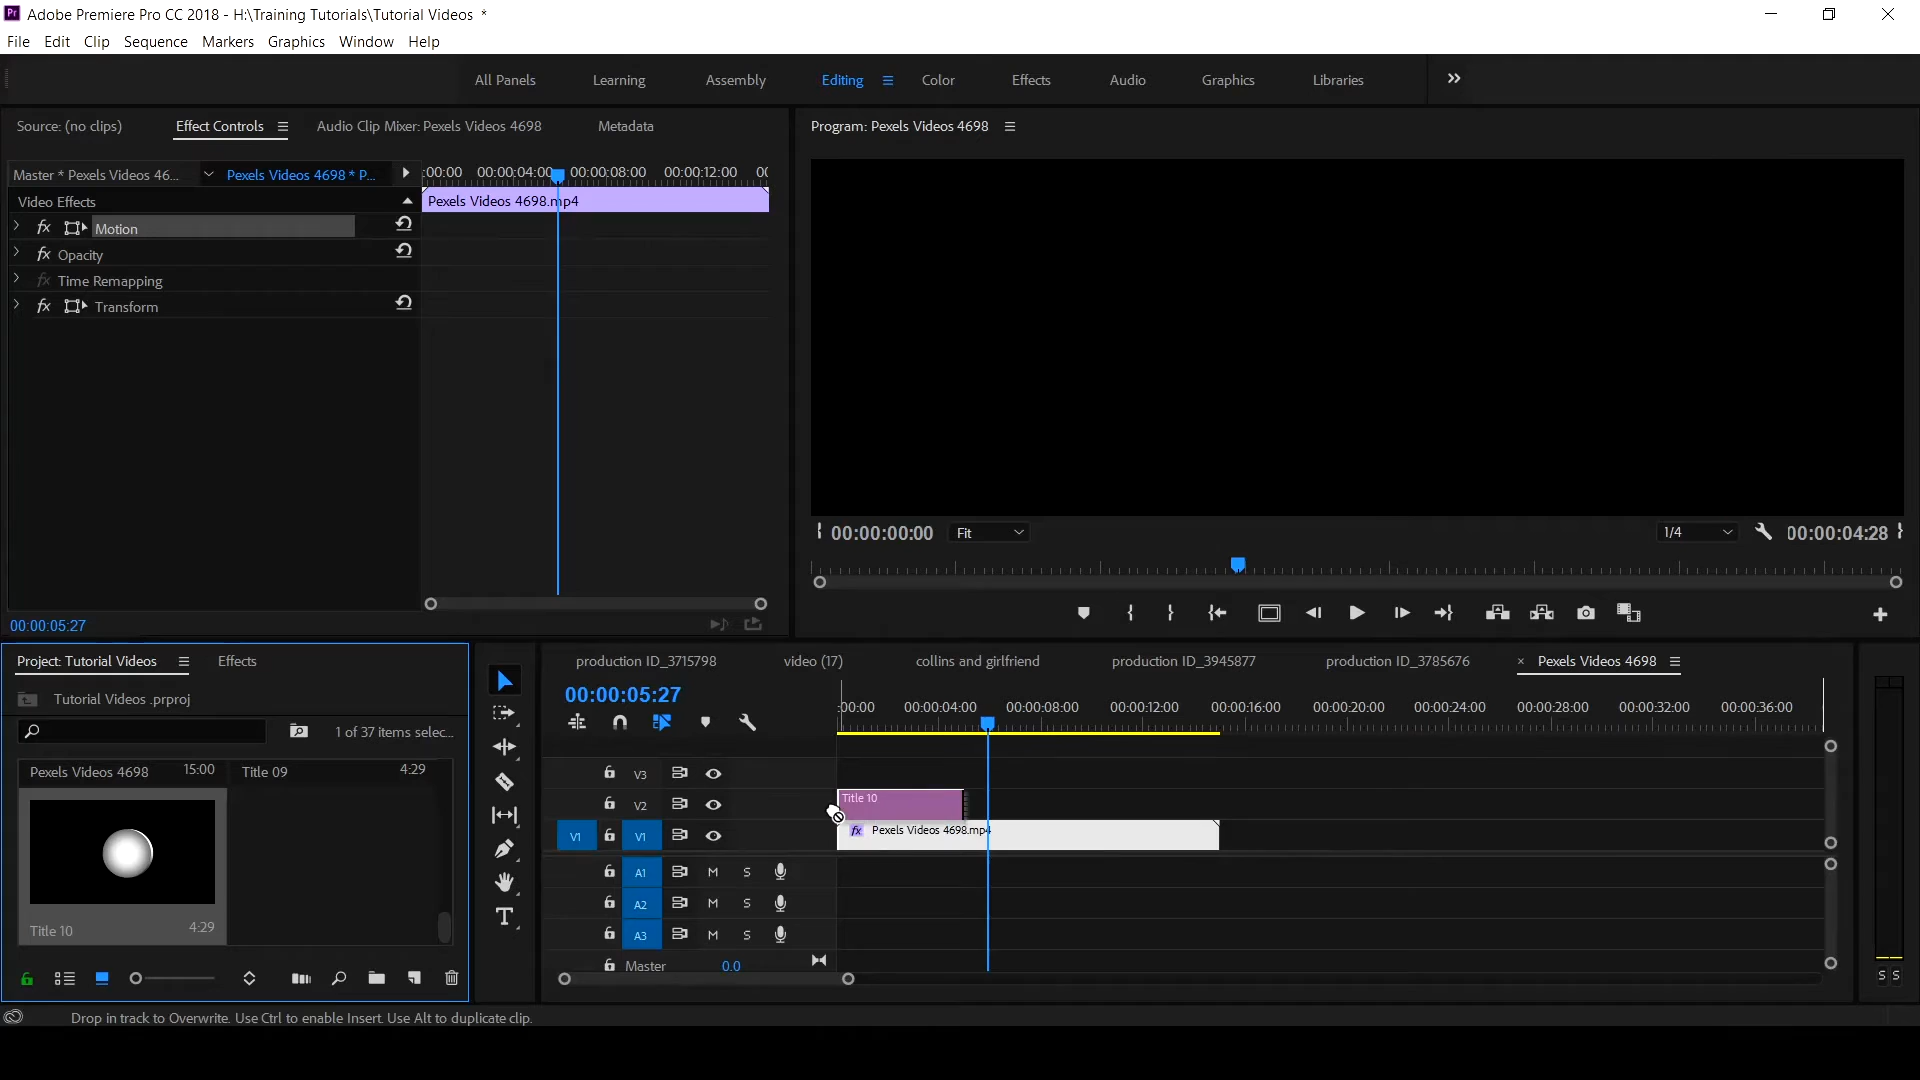 Pr Adobe Premiere Pro CC 2018 - H:\Training Tutorials\Tutorial Videos *
File Edit Clip Sequence Markers Graphics Window Help
All Panels Learning Assembly Editing Color Effects Audio Graphics Libraries
Source: (no clips) Effect Controls Audio Clip Mixer: Pexels Videos 4698 Metadata
Program: Pexels Videos 4698
Master * Pexels Videos 46... Pexels Videos 4698 * P... :00:00 00:00:04:00 00:00:08:00 00:00:12:00 00
Video Effects Pexels Videos 4698.mp4
fx Motion
fx Opacity
fx Time Remapping
fx Transform
00:00:00:00 Fit 1/4 00:00:04:28
00:00:05:27
Project: Tutorial Videos Effects
Tutorial Videos .prproj
1 of 37 items selec...
Pexels Videos 4698 15:00 Title 09 4:29
Title 10 4:29
production ID_3715798 video (17) collins and girlfriend production ID_3945877 production ID_3785676 × Pexels Videos 4698
00:00:05:27
:00:00 00:00:04:00 00:00:08:00 00:00:12:00 00:00:16:00 00:00:20:00 00:00:24:00 00:00:28:00 00:00:32:00 00:00:36:00
V3
V2 Title 10
V1 V1 fx Pexels Videos 4698.mp4
A1 M S
A2 M S
A3 M S
Master 0.0
S S
T
Drop in track to Overwrite. Use Ctrl to enable Insert. Use Alt to duplicate clip.